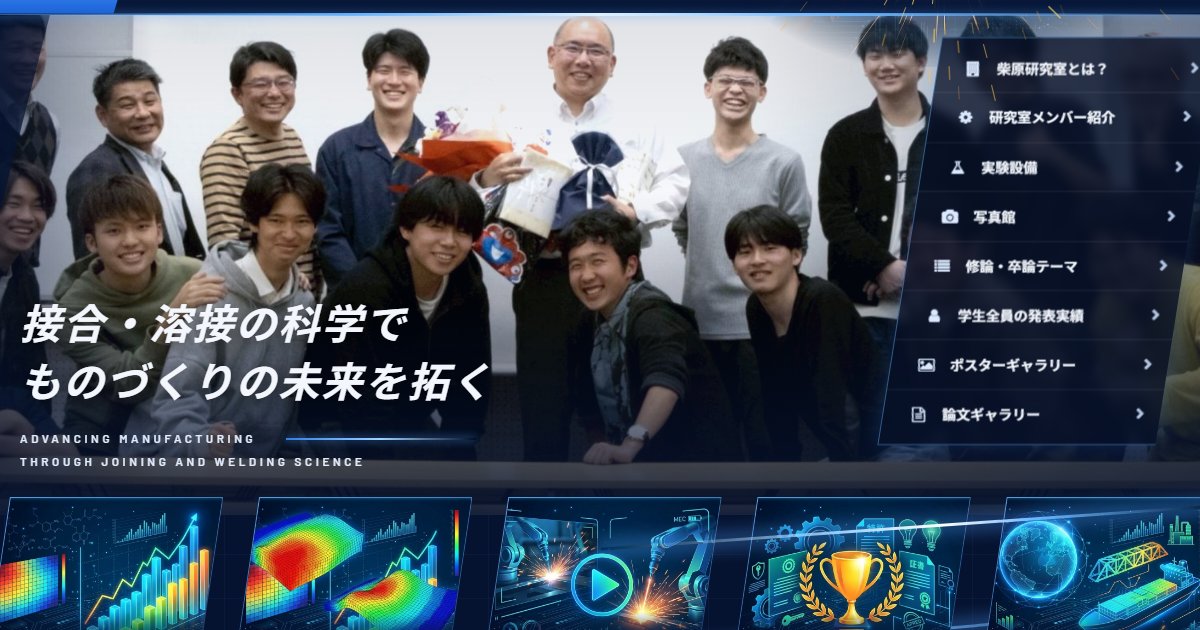 柴原研究室とは？
研究室メンバー紹介
実験設備
写真館
修論・卒論テーマ
学生全員の発表実績
ポスターギャラリー
論文ギャラリー
接合・溶接の科学で
ものづくりの未来を拓く
ADVANCING MANUFACTURING
THROUGH JOINING AND WELDING SCIENCE